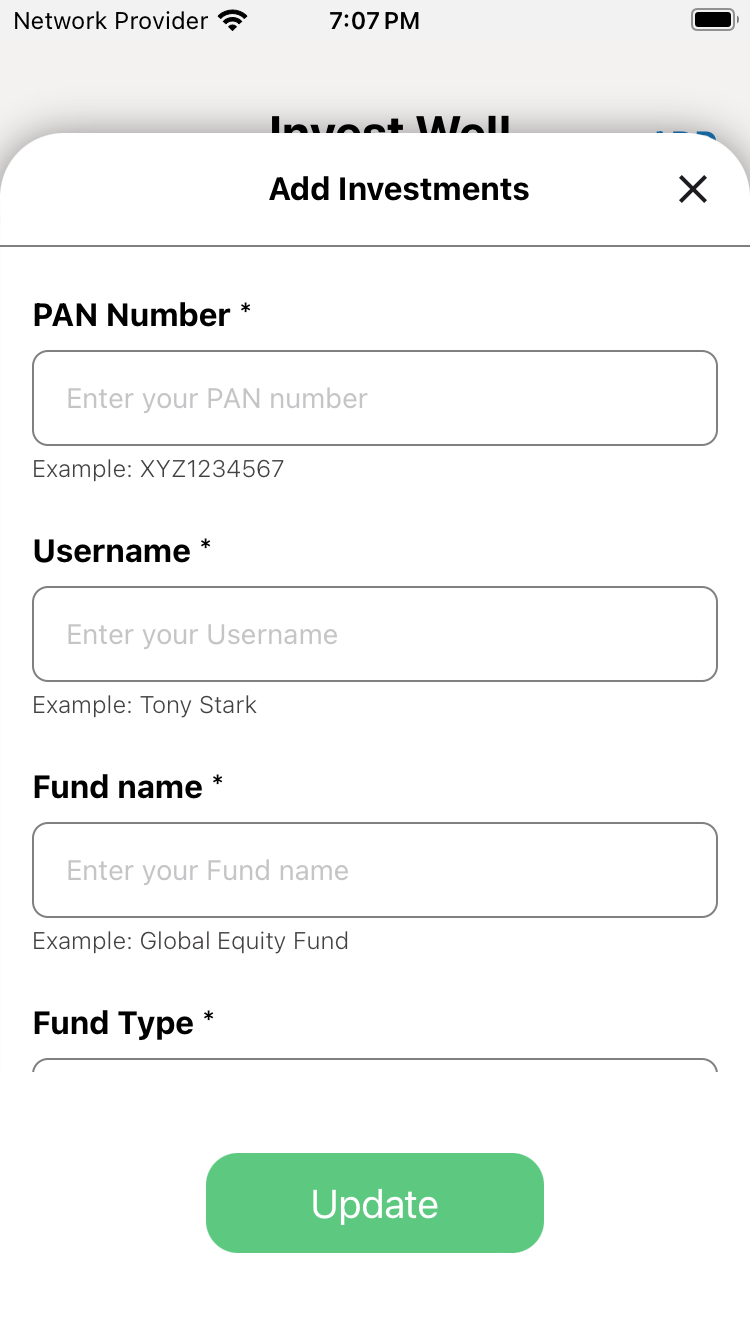 Network Provider 7:07 PM
Invest Well
ADD
Add Investments
PAN Number *
Enter your PAN number
Example: XYZ1234567
Username *
Enter your Username
Example: Tony Stark
Fund name *
Enter your Fund name
Example: Global Equity Fund
Fund Type *
Update